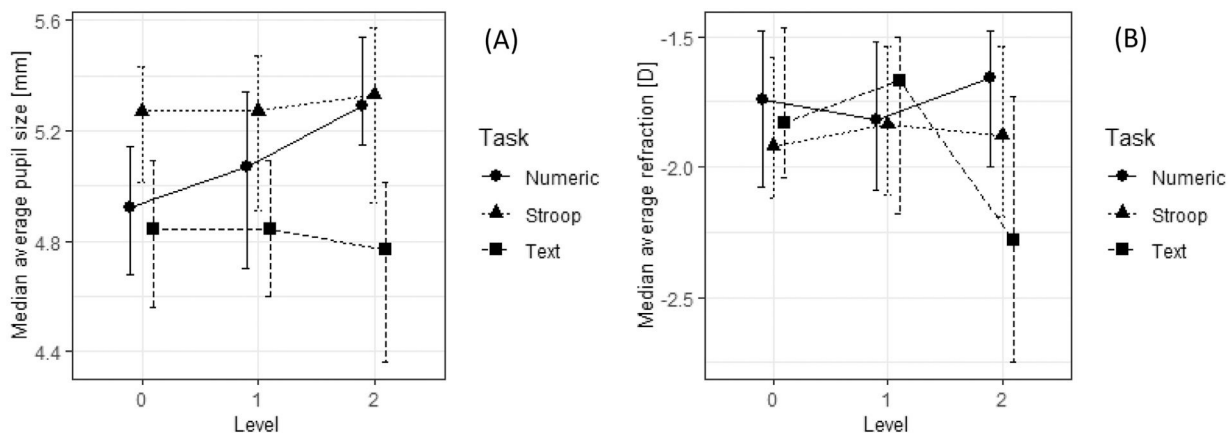 (A)
Median average pupil size [mm]
5.6
5.2
4.8
4.4
0 1 2
Level
Task
Numeric
Stroop
Text
(B)
Median average refraction [D]
-1.5
-2.0
-2.5
0 1 2
Level
Task
Numeric
Stroop
Text